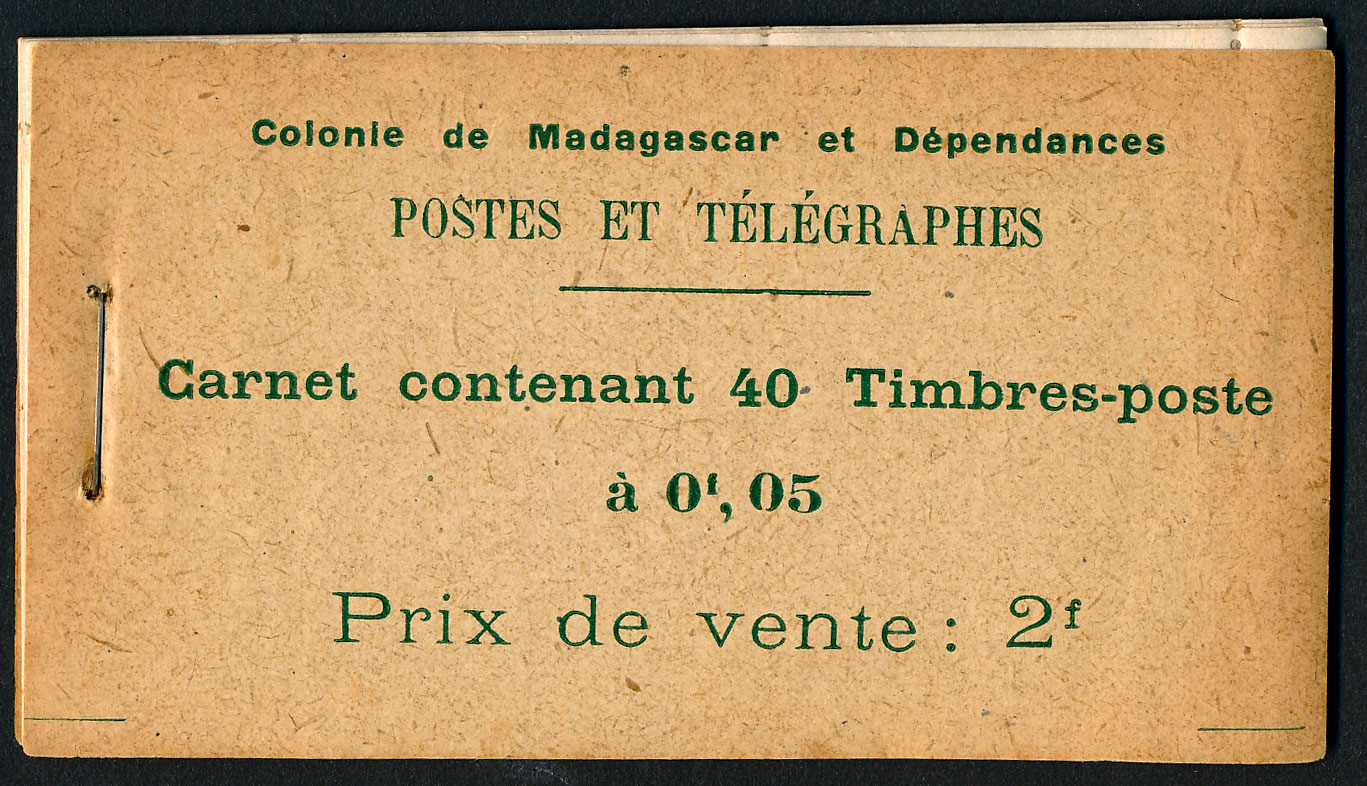 Colonie de Madagascar et Dépendances
POSTES ET TÉLÉGRAPHES
Carnet contenant 40 Timbres-poste
à 0ᶠ, 05
Prix de vente : 2ᶠ